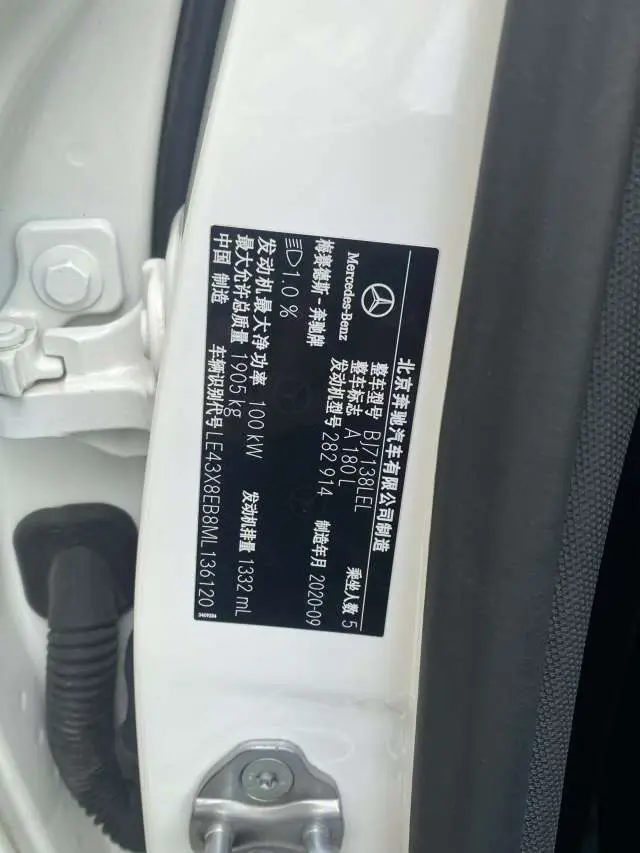 北京奔驰汽车有限公司制造
Mercedes-Benz
梅赛德斯-奔驰牌
整车型号 BJ7138LEL 乘坐人数 5
整车标志 A 180 L
发动机型号 282 914 制造年月 2020-09
1.0 %
发动机最大净功率 100 kW 发动机排量 1332 mL
最大允许总质量 1905 kg
中国 制造 车辆识别代号 LE43X8EB8ML136120